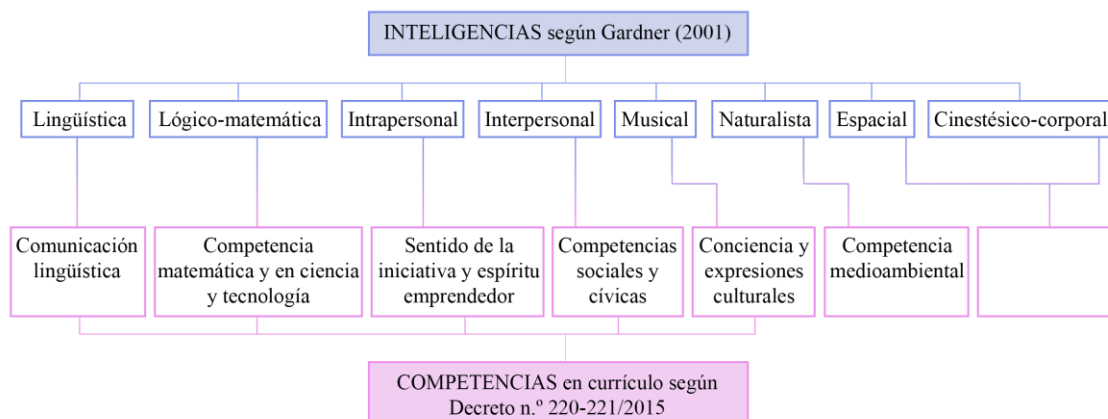 INTELIGENCIAS según Gardner (2001)
Lingüística
Lógico-matemática
Intrapersonal
Interpersonal
Musical
Naturalista
Espacial
Cinestésico-corporal
Comunicación
lingüística
Competencia
matemática y en ciencia
y tecnología
Sentido de la
iniciativa y espíritu
emprendedor
Competencias
sociales y
cívicas
Conciencia y
expresiones
culturales
Competencia
medioambiental
COMPETENCIAS en currículo según
Decreto n.º 220-221/2015